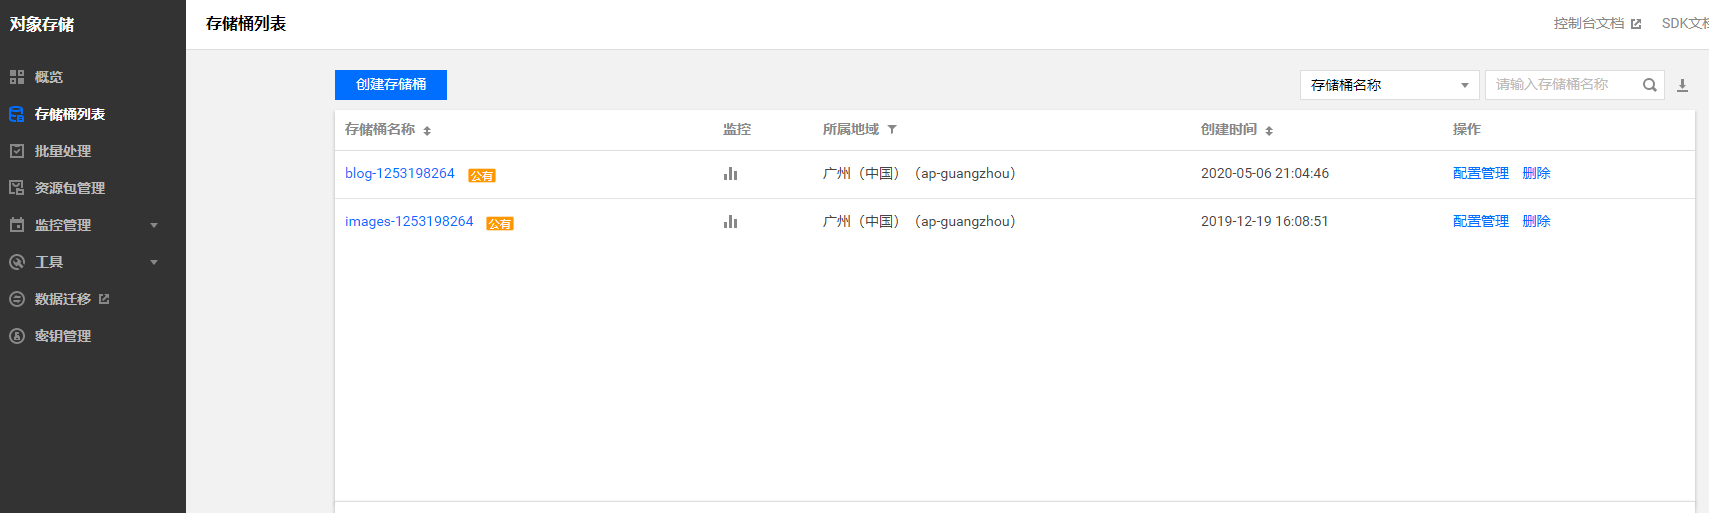 对象存储
存储桶列表
控制台文档
SDK文档
概览
存储桶列表
批量处理
资源包管理
监控管理
工具
数据迁移
密钥管理
创建存储桶
存储桶名称
请输入存储桶名称
存储桶名称 监控 所属地域 创建时间 操作
blog-1253198264 公有 广州（中国）（ap-guangzhou） 2020-05-06 21:04:46 配置管理 删除
images-1253198264 公有 广州（中国）（ap-guangzhou） 2019-12-19 16:08:51 配置管理 删除